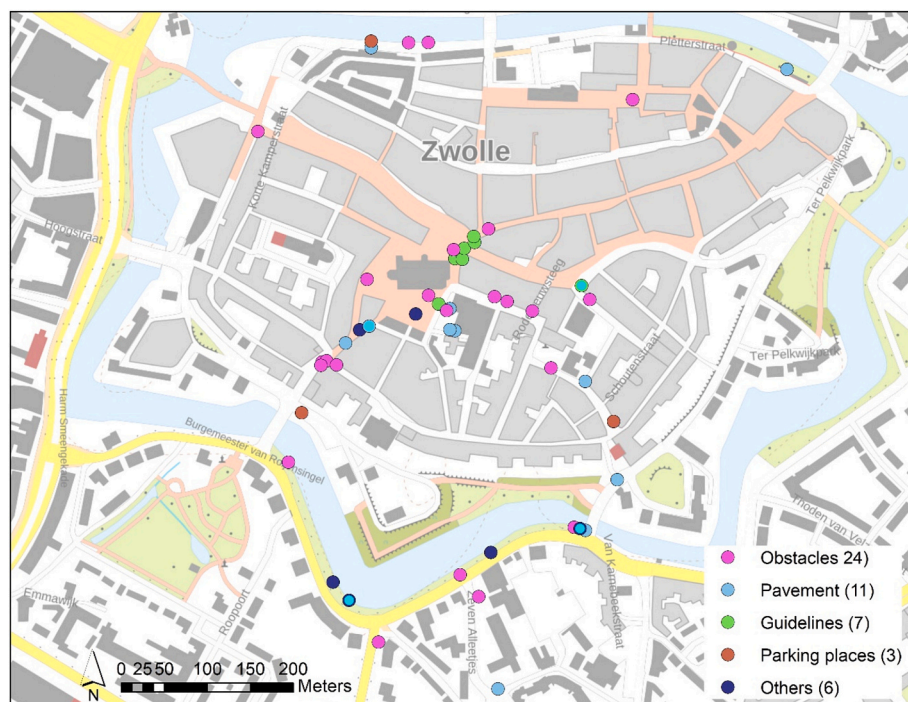 Pletterstraat
Zwolle
Korte Kamperstraat
Ter Pelkwijkpark
Hoogstraat
Schoutenstraat
Ter Pelkwijkpark
Harm Smeengekade
Burgemeester van Roijensingel
Thoden van Vel
Van Karnebeekstraat
Emmawijk
Roopoort
Zeven Alleetjes
Obstacles 24)
Pavement (11)
Guidelines (7)
Parking places (3)
Others (6)
0 25 50 100 150 200
Meters
N